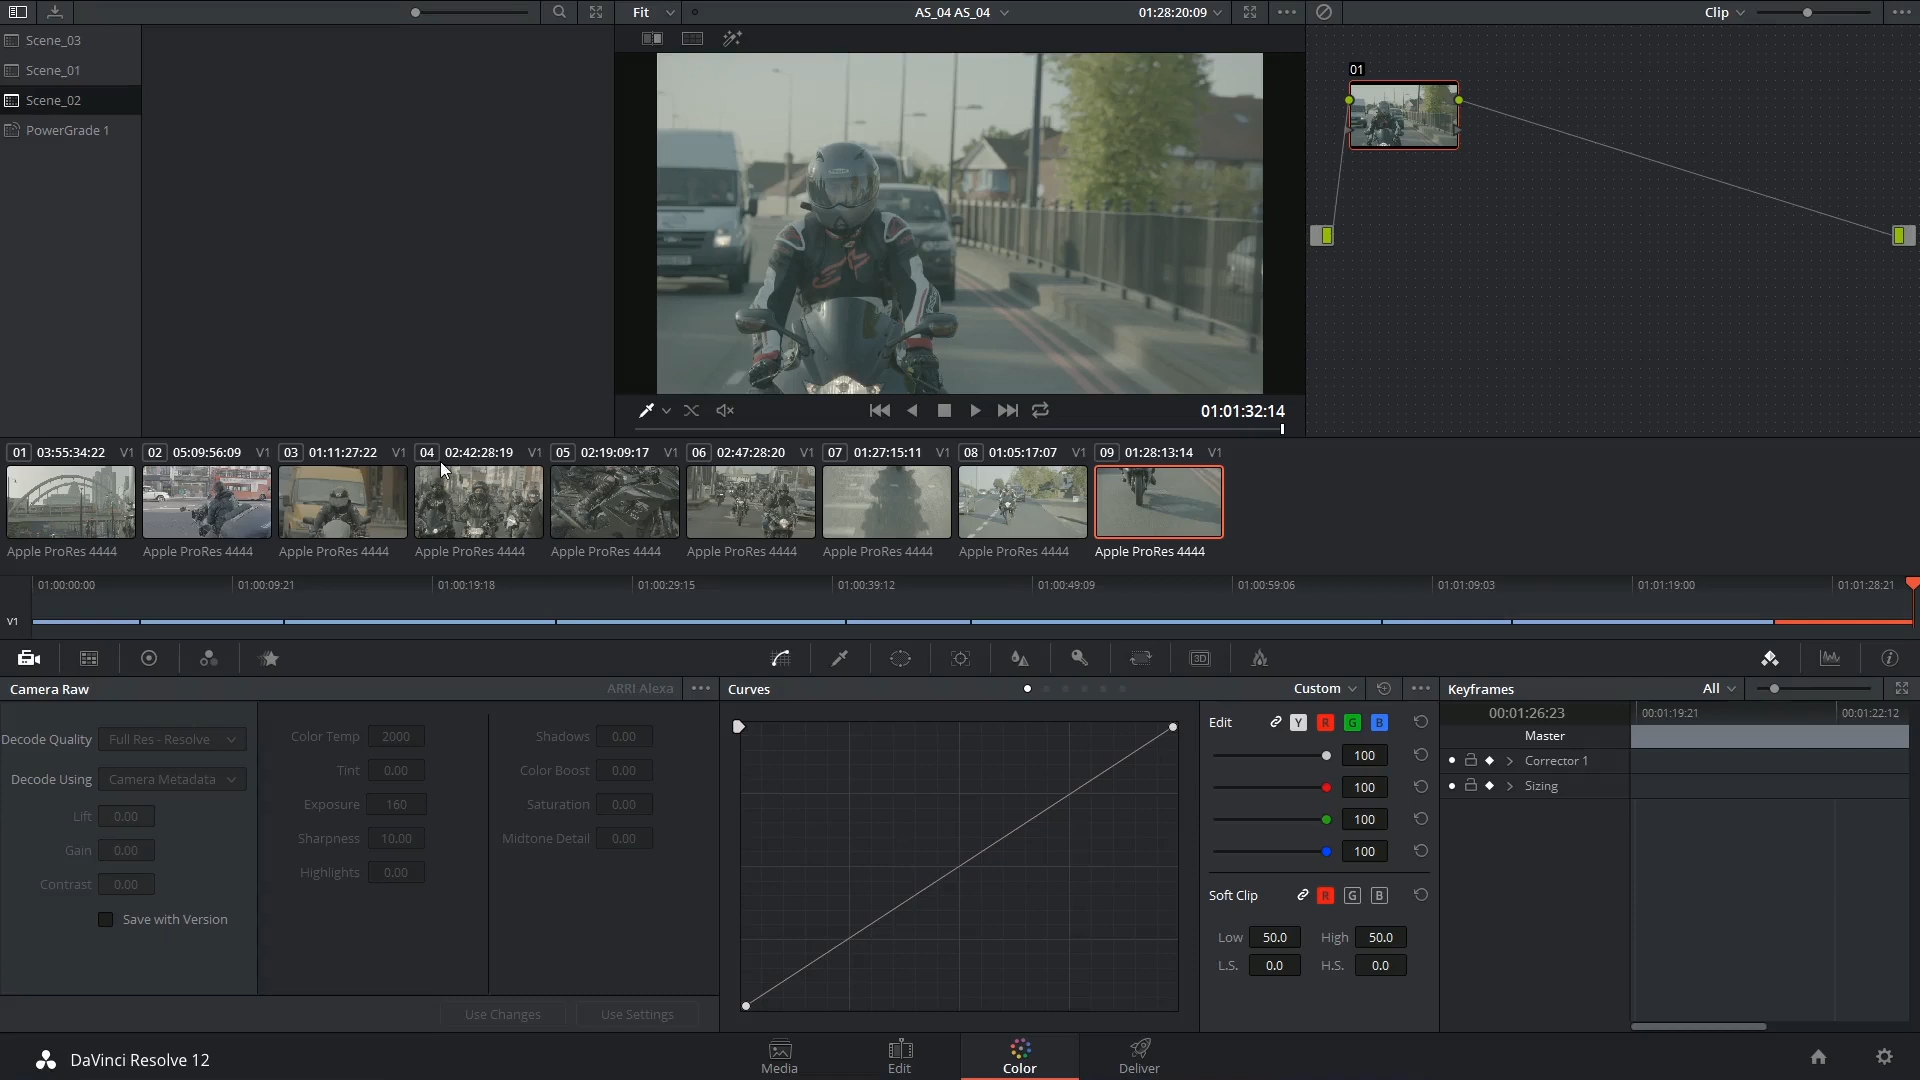 Fit AS_04 AS_04 01:28:20:09 Clip
Scene_03
Scene_01
Scene_02
PowerGrade 1
01
01:01:32:14
01 03:55:34:22 V1 02 05:09:56:09 V1 03 01:11:27:22 V1 04 02:42:28:19 V1 05 02:19:09:17 V1 06 02:47:28:20 V1 07 01:27:15:11 V1 08 01:05:17:07 V1 09 01:28:13:14 V1
Apple ProRes 4444 Apple ProRes 4444 Apple ProRes 4444 Apple ProRes 4444 Apple ProRes 4444 Apple ProRes 4444 Apple ProRes 4444 Apple ProRes 4444 Apple ProRes 4444
01:00:00:00 01:00:09:21 01:00:19:18 01:00:29:15 01:00:39:12 01:00:49:09 01:00:59:06 01:01:09:03 01:01:19:00 01:01:28:21
V1
3D
Camera Raw ARRI Alexa
Decode Quality Full Res - Resolve
Decode Using Camera Metadata
Lift 0.00
Gain 0.00
Contrast 0.00
Save with Version
Color Temp 2000
Tint 0.00
Exposure 160
Sharpness 10.00
Highlights 0.00
Shadows 0.00
Color Boost 0.00
Saturation 0.00
Midtone Detail 0.00
Use Changes Use Settings
Curves Custom
Edit Y R G B
100
100
100
100
Soft Clip R G B
Low 50.0 High 50.0
L.S. 0.0 H.S. 0.0
Keyframes All
00:01:26:23 00:01:19:21 00:01:22:12
Master
Corrector 1
Sizing
DaVinci Resolve 12
Media Edit Color Deliver